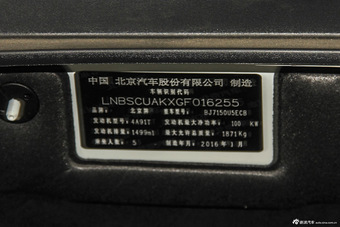 中国 北京汽车股份有限公司 制造
车辆识别代码
LNBSCUAKXGF016255
品牌: 北京牌 整车型号: BJ7150U5ECB
发动机型号: 4A91T 发动机最大净功率: 100 KW
发动机排量: 1499ml 最大允许总质量: 1871Kg
乘坐人数: 5 制造年月: 2016年1月